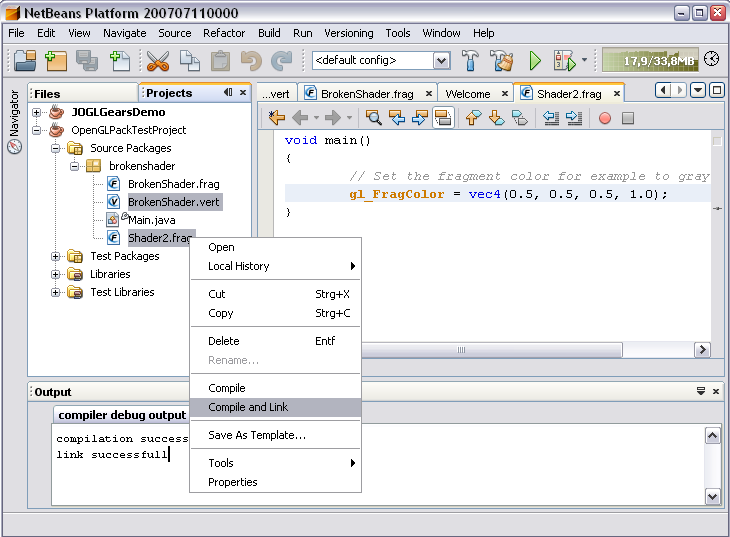 NetBeans Platform 200707110000
File Edit View Navigate Source Refactor Build Run Versioning Tools Window Help
<default config>
17,9/33,8MB
Navigator
Files
Projects
JOGLGearsDemo
OpenGLPackTestProject
Source Packages
brokenshader
BrokenShader.frag
BrokenShader.vert
Main.java
Shader2.frag
Test Packages
Libraries
Test Libraries
...vert
BrokenShader.frag
Welcome
Shader2.frag
void main()
{
// Set the fragment color for example to gray
gl_FragColor = vec4(0.5, 0.5, 0.5, 1.0);
}
Open
Local History
Cut Strg+X
Copy Strg+C
Delete Entf
Rename...
Compile
Compile and Link
Save As Template...
Tools
Properties
Output
compiler debug output
compilation success
link successfull